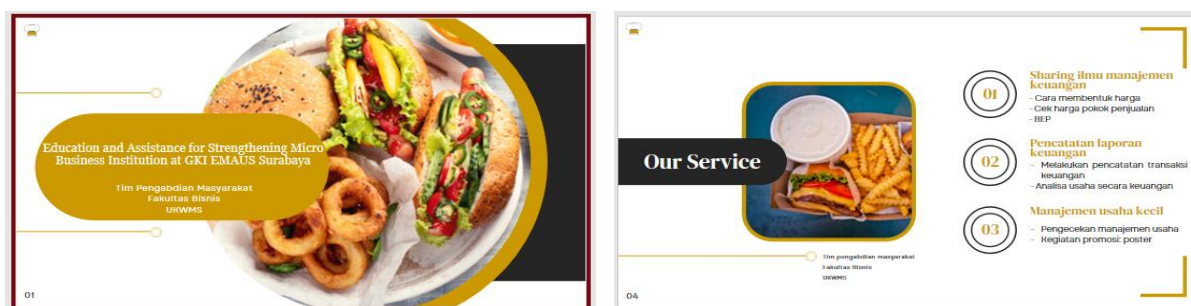 Education and Assistance for Strengthening Micro
Business Institution at GKI EMAUS Surabaya
Tim Pengabdian Masyarakat
Fakultas Bisnis
UKWMS
01
Our Service
Tim pengabdian masyarakat
Fakultas Bisnis
UKWMS
04
01
Sharing ilmu manajemen
keuangan
- Cara membentuk harga
- Cek harga pokok penjualan
- BEP
02
Pencatatan laporan
keuangan
- Melakukan pencatatan transaksi
keuangan
- Analisa usaha secara keuangan
03
Manajemen usaha kecil
- Pengecekan manajemen usaha
- Kegiatan promosi: poster